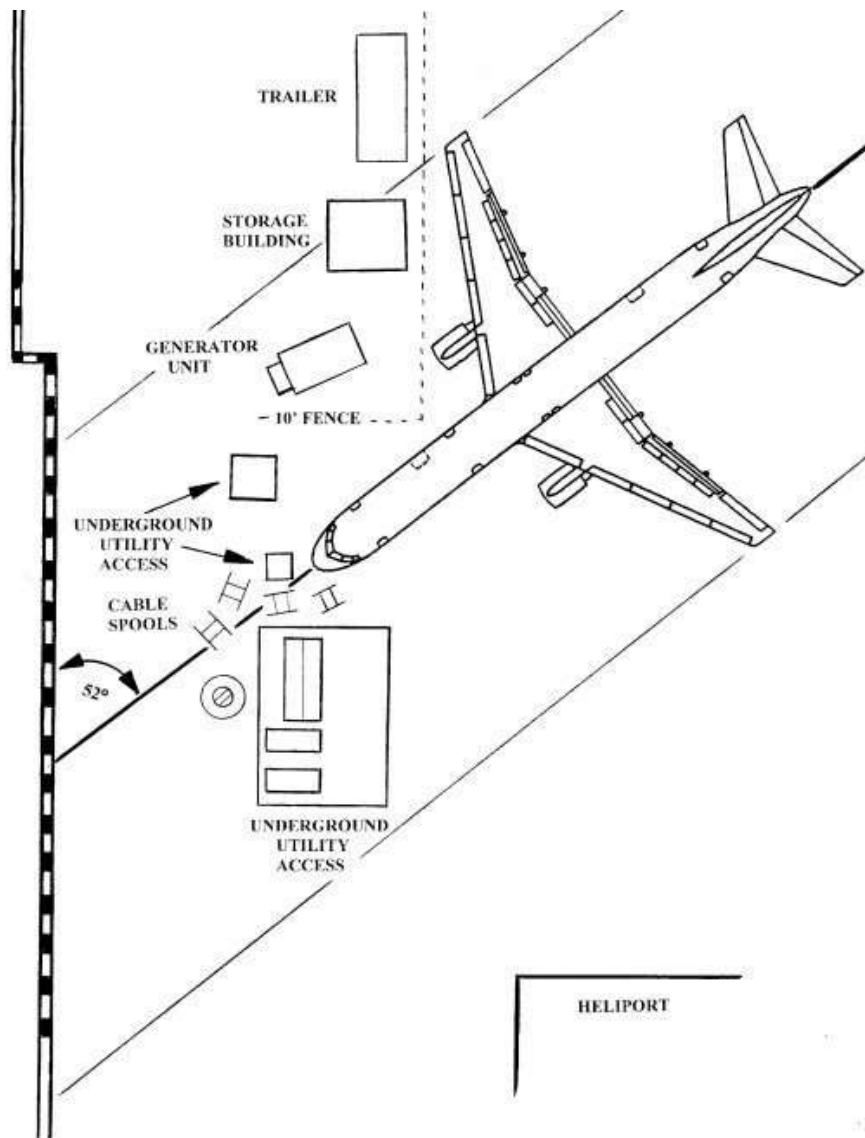 TRAILER
STORAGE
BUILDING
GENERATOR
UNIT
10' FENCE
UNDERGROUND
UTILITY
ACCESS
CABLE
SPOOLS
52°
UNDERGROUND
UTILITY
ACCESS
HELIPORT